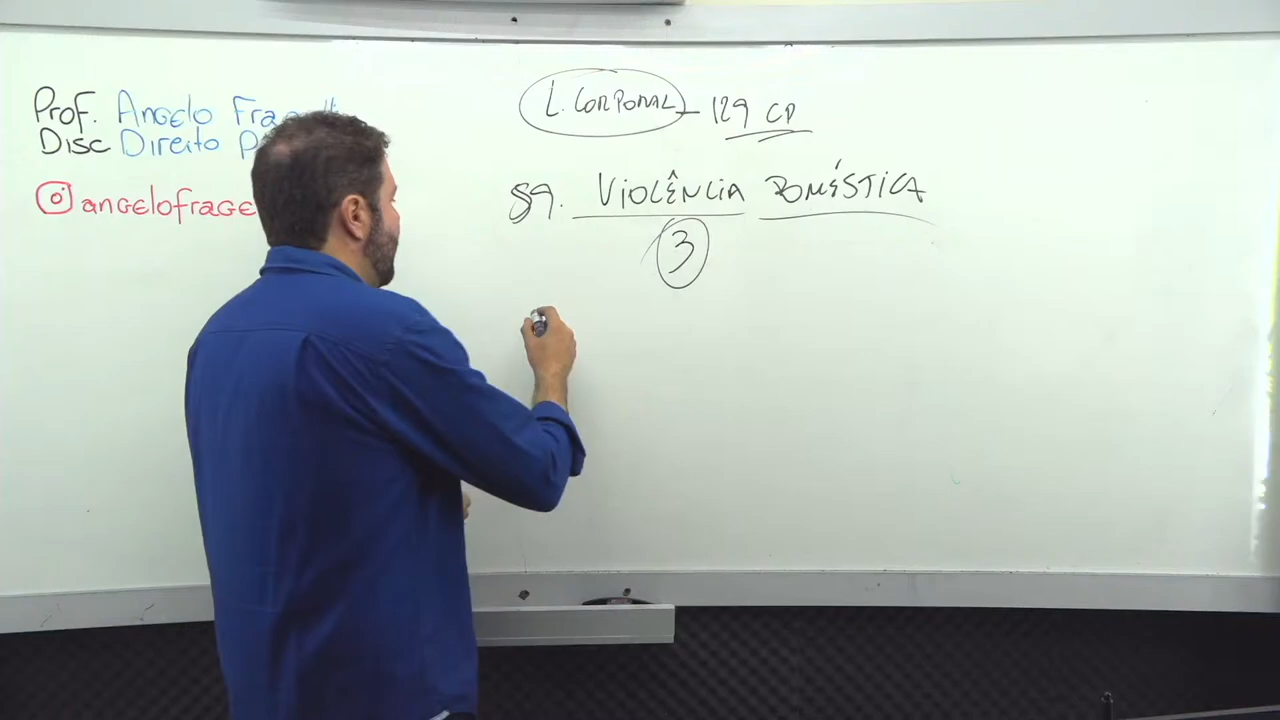 Prof. Angelo
Disc Direito
angelofrage
L. CORPORAL - 129 CP
§9. VIOLÊNCIA DOMÉSTICA
3